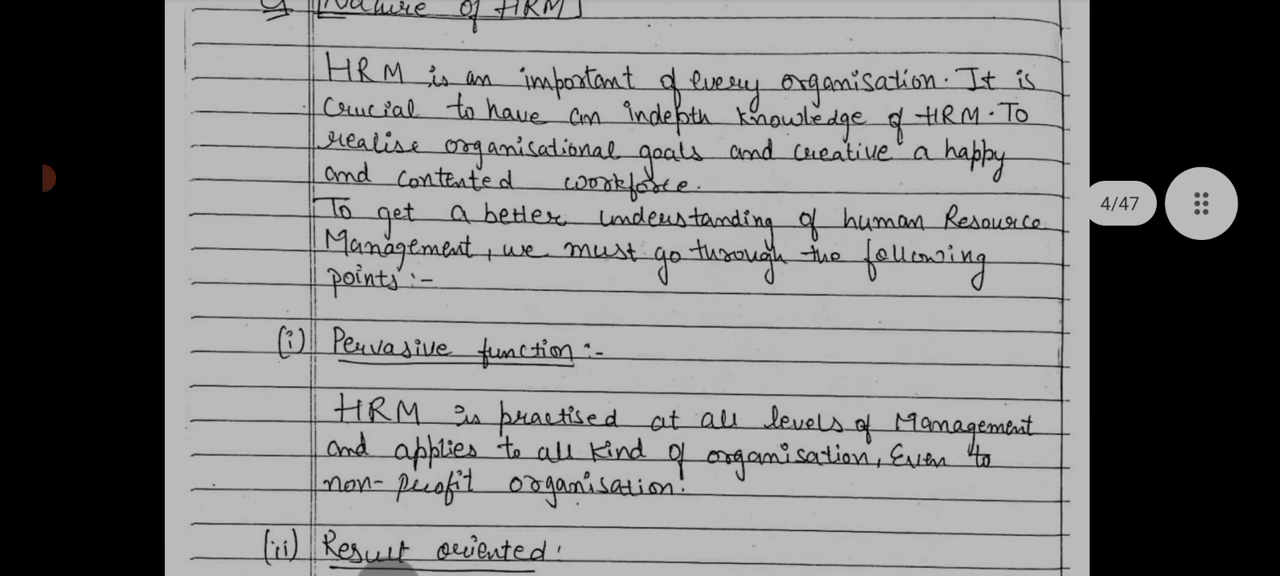 Nature of HRM
HRM is an important of every organisation. It is
crucial to have an indepth knowledge of HRM. To
realise organisational goals and creative a happy
and contented workforce.
To get a better understanding of human Resource
Management, we must go through the following
points :-
4/47
(i) Pervasive function :-
HRM is practised at all levels of Management
and applies to all kind of organisation, Even to
non-profit organisation.
(ii) Result oriented :